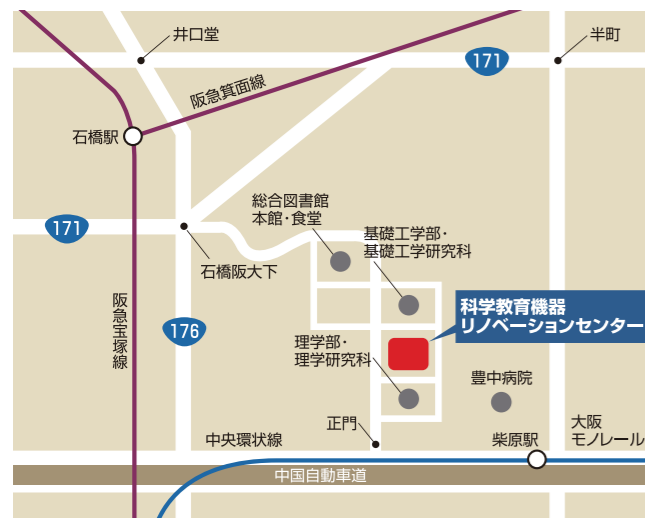 井口堂
半町
171
阪急箕面線
石橋駅
総合図書館
本館・食堂
171
基礎工学部・
基礎工学研究科
石橋阪大下
阪急宝塚線
176
科学教育機器
リノベーションセンター
理学部・
理学研究科
豊中病院
正門
大阪
モノレール
中央環状線
柴原駅
中国自動車道